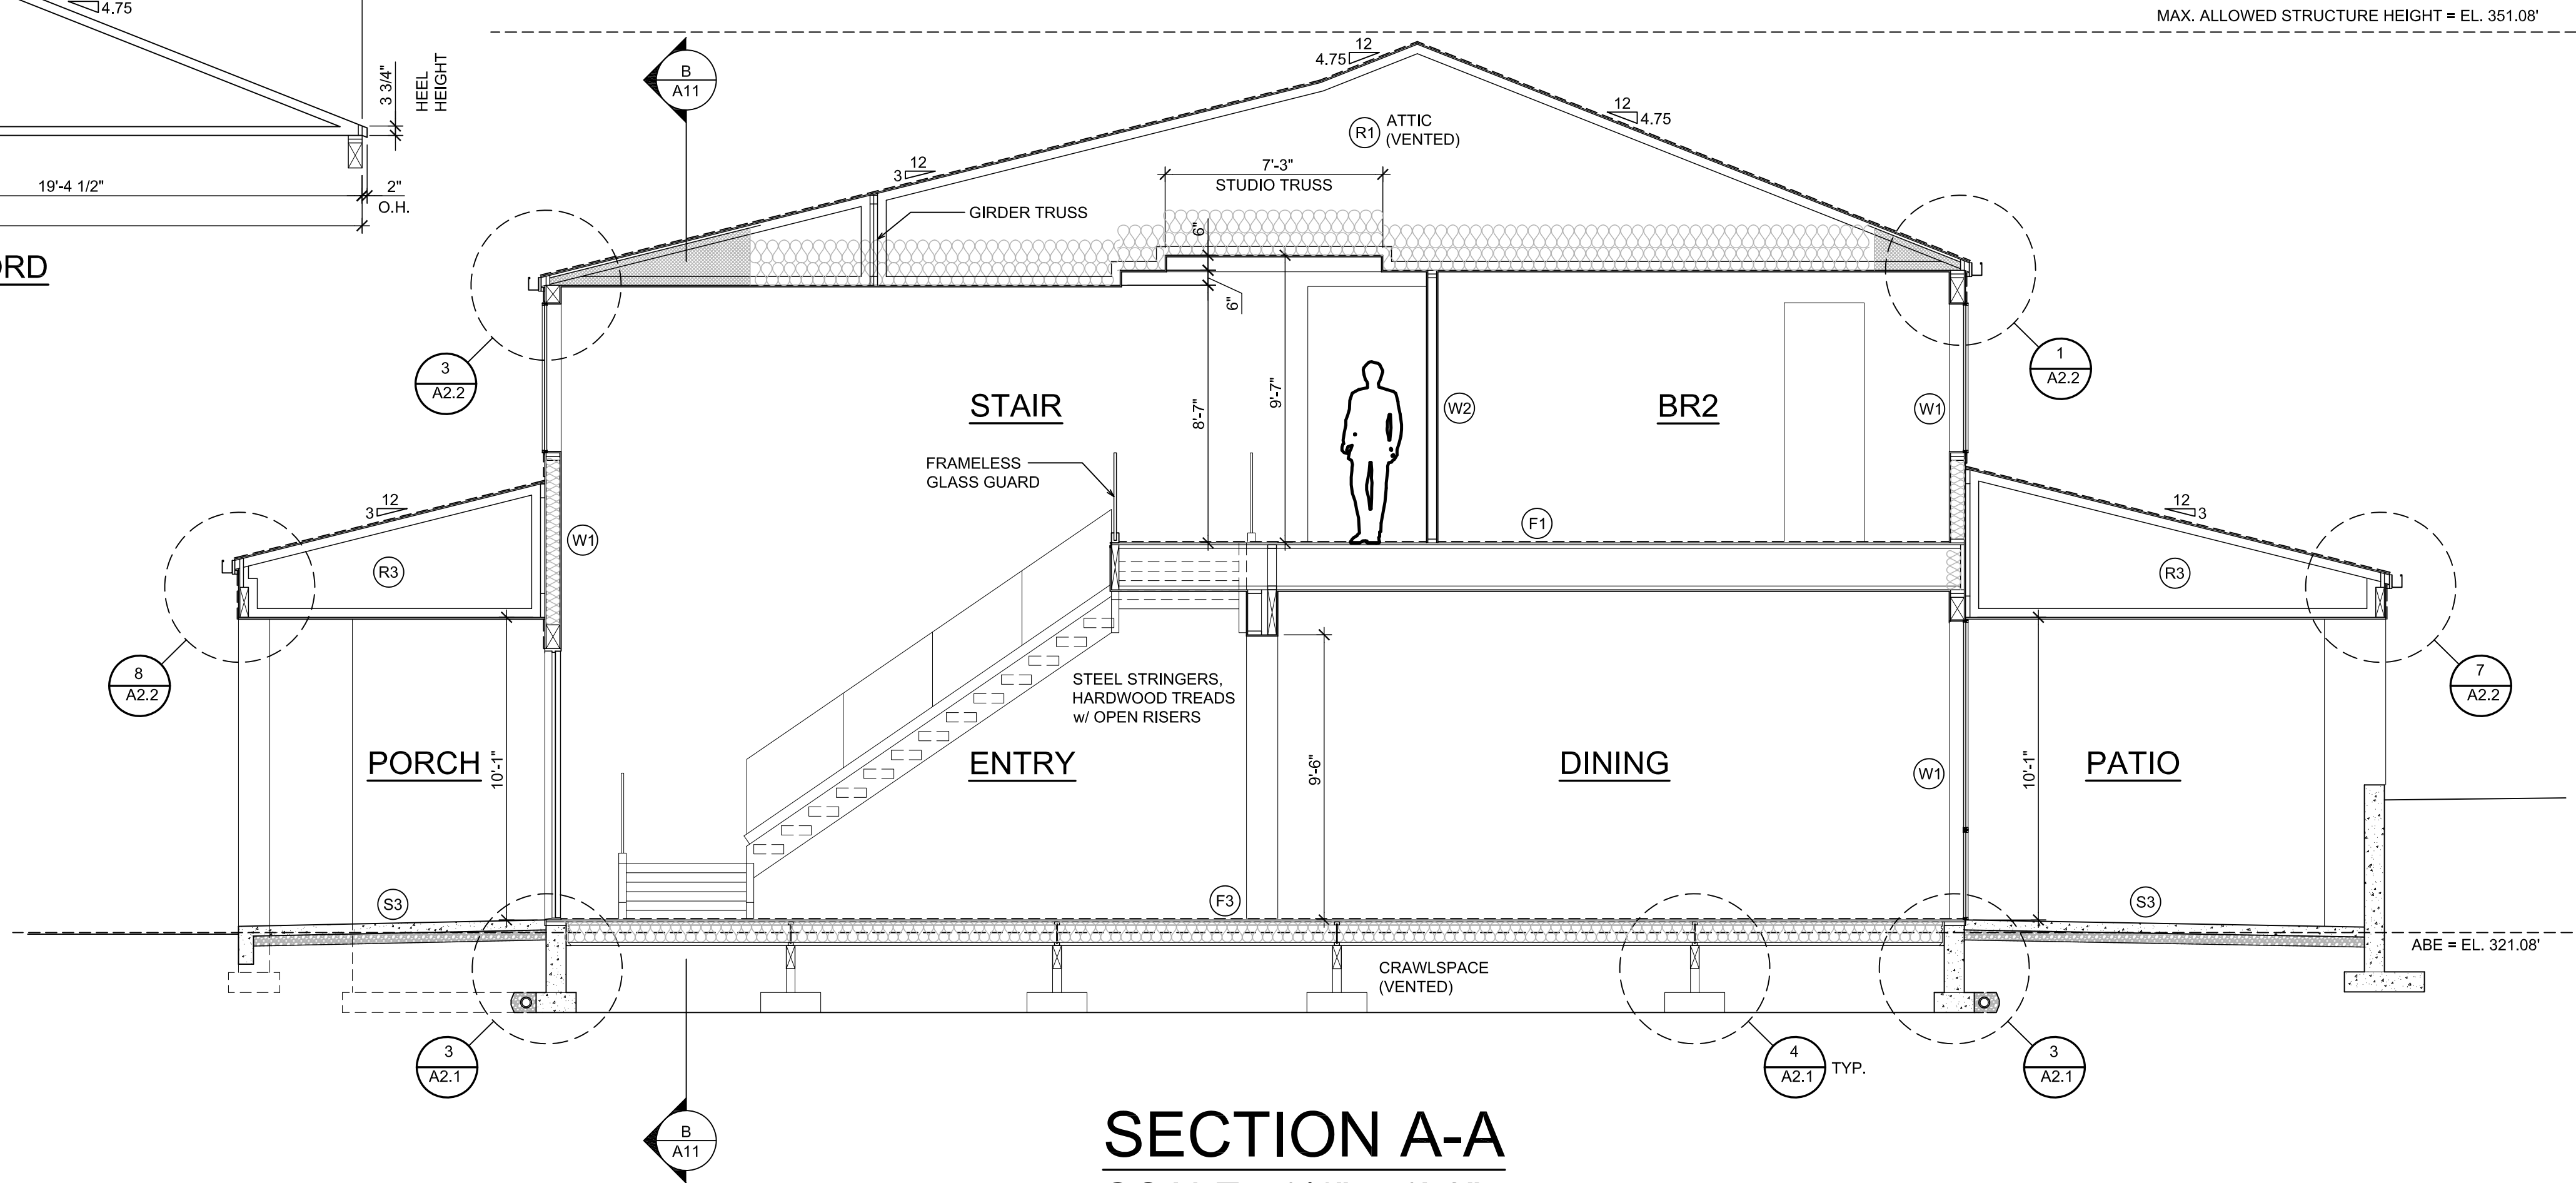 4.75
3 3/4"
HEEL
HEIGHT
19'-4 1/2"
2"
O.H.
ORD
MAX. ALLOWED STRUCTURE HEIGHT = EL. 351.08'
B
A11
12
4.75
12
4.75
R1
ATTIC
(VENTED)
12
3
7'-3"
STUDIO TRUSS
GIRDER TRUSS
6"
6"
3
A2.2
1
A2.2
STAIR
8'-7"
9'-7"
W2
BR2
W1
FRAMELESS
GLASS GUARD
12
3
12
3
W1
F1
R3
R3
8
A2.2
7
A2.2
STEEL STRINGERS,
HARDWOOD TREADS
w/ OPEN RISERS
PORCH
10'-1"
ENTRY
9'-6"
DINING
W1
10'-1"
PATIO
S3
F3
S3
ABE = EL. 321.08'
CRAWLSPACE
(VENTED)
3
A2.1
4
A2.1
TYP.
3
A2.1
B
A11
SECTION A-A